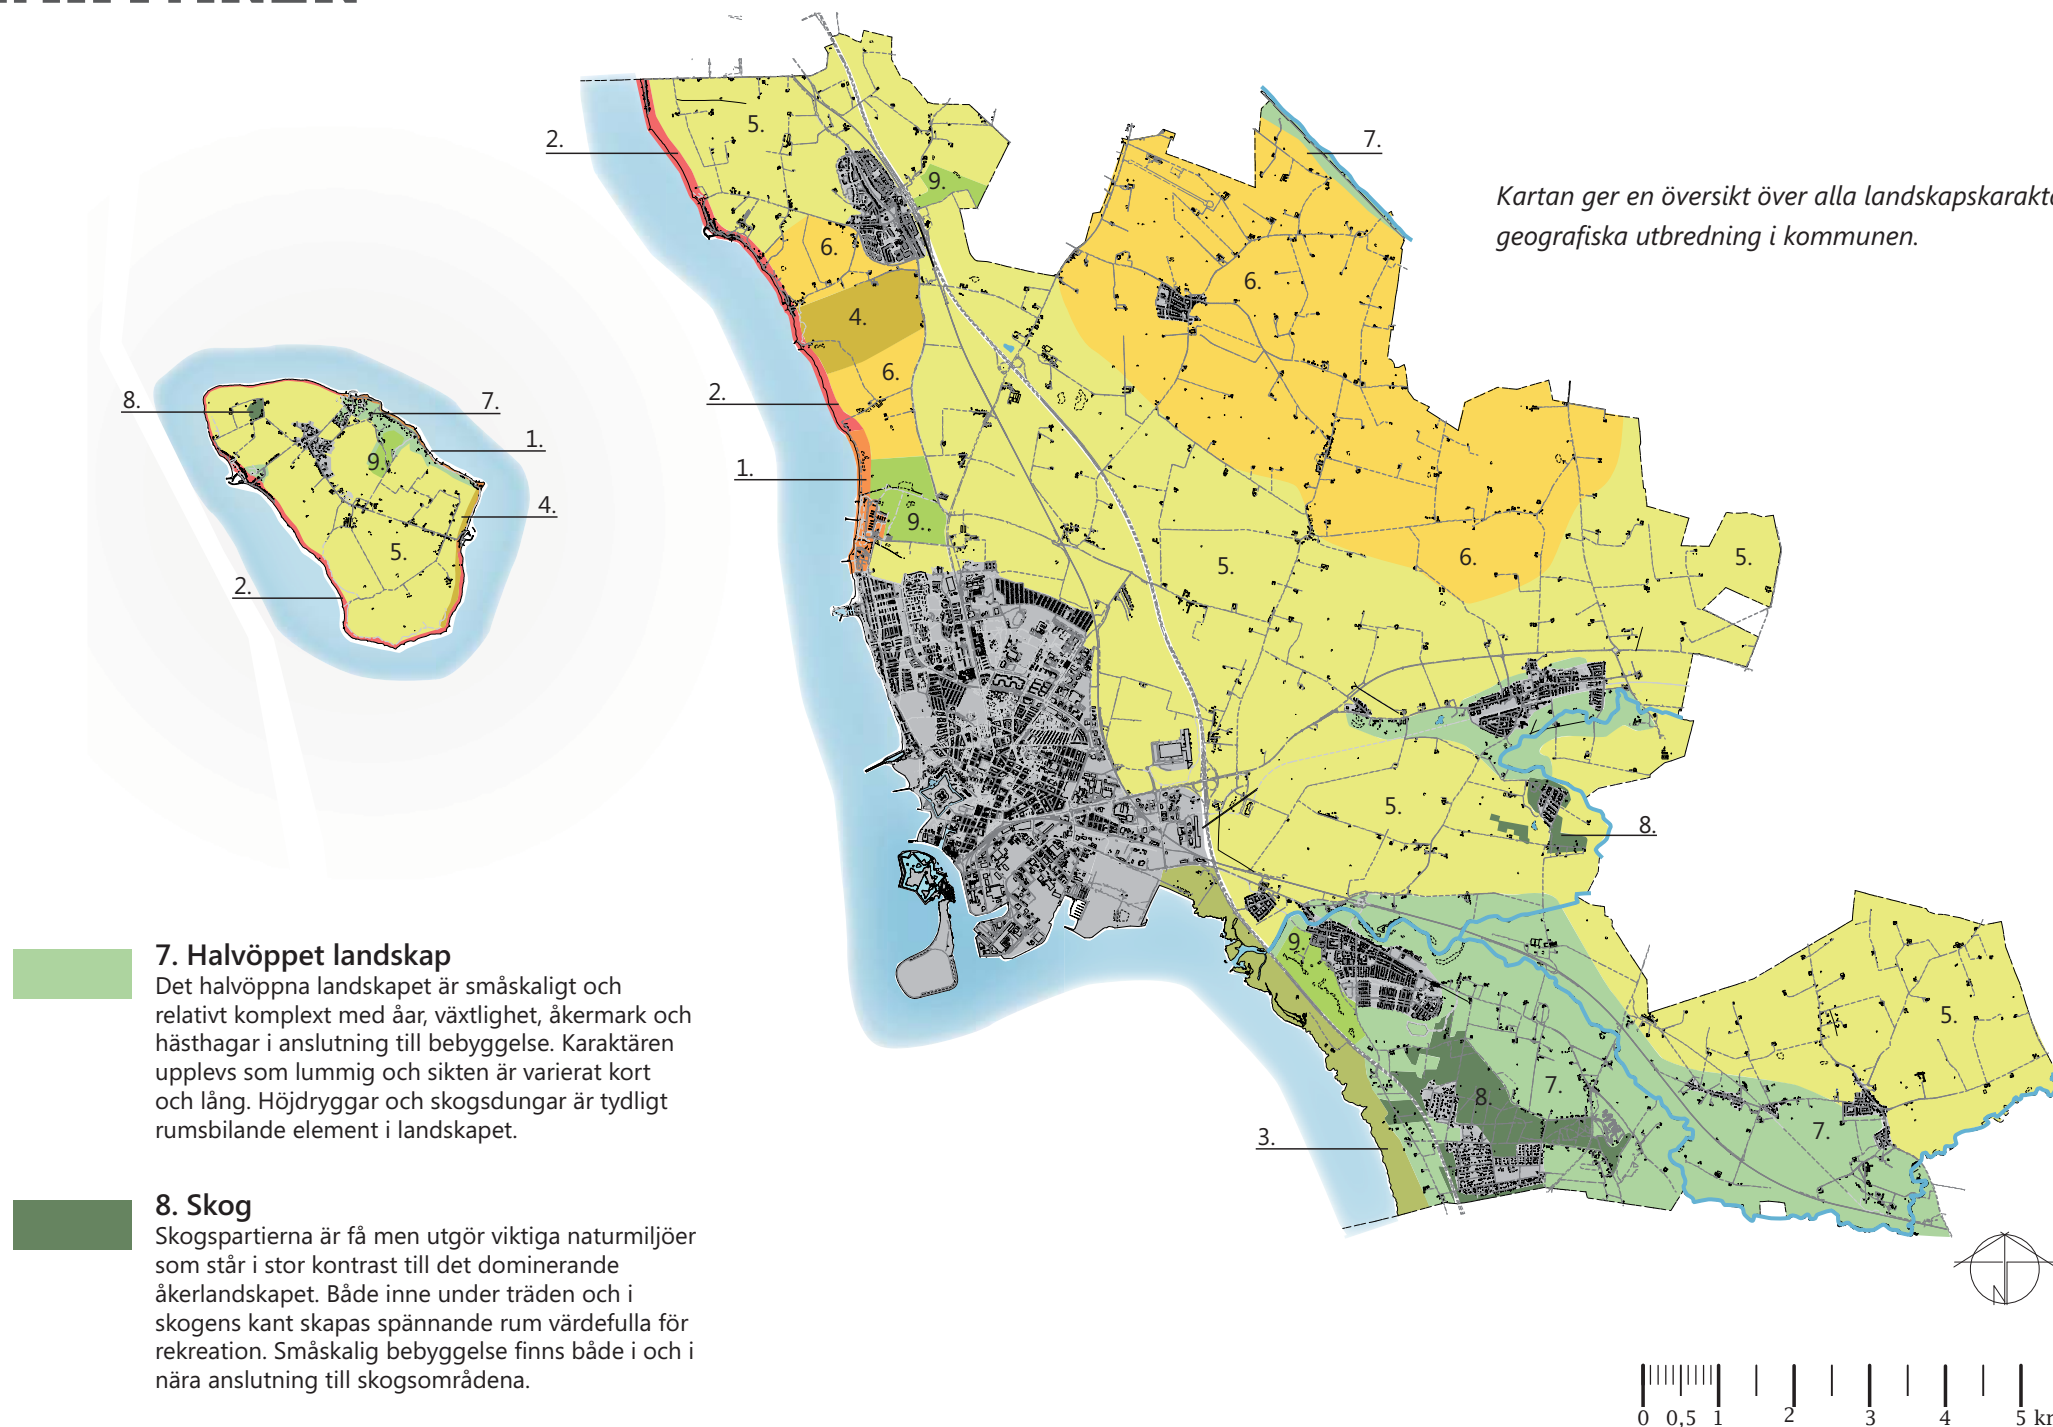 Kartan ger en översikt över alla landskapskarakt
geografiska utbredning i kommunen.
5.
2.
7.
9.
6.
6.
4.
6.
2.
8.
7.
1.
9.
1.
4.
9..
5.
5.
6.
5.
2.
5.
8.
9.
5.
8.
7.
7.
3.
7. Halvöppet landskap
Det halvöppna landskapet är småskaligt och
relativt komplext med åar, växtlighet, åkermark och
hästhagar i anslutning till bebyggelse. Karaktären
upplevs som lummig och sikten är varierat kort
och lång. Höjdryggar och skogsdungar är tydligt
rumsbilande element i landskapet.
8. Skog
Skogspartierna är få men utgör viktiga naturmiljöer
som står i stor kontrast till det dominerande
åkerlandskapet. Både inne under träden och i
skogens kant skapas spännande rum värdefulla för
rekreation. Småskalig bebyggelse finns både i och i
nära anslutning till skogsområdena.
N
0 0,5 1 2 3 4 5 km